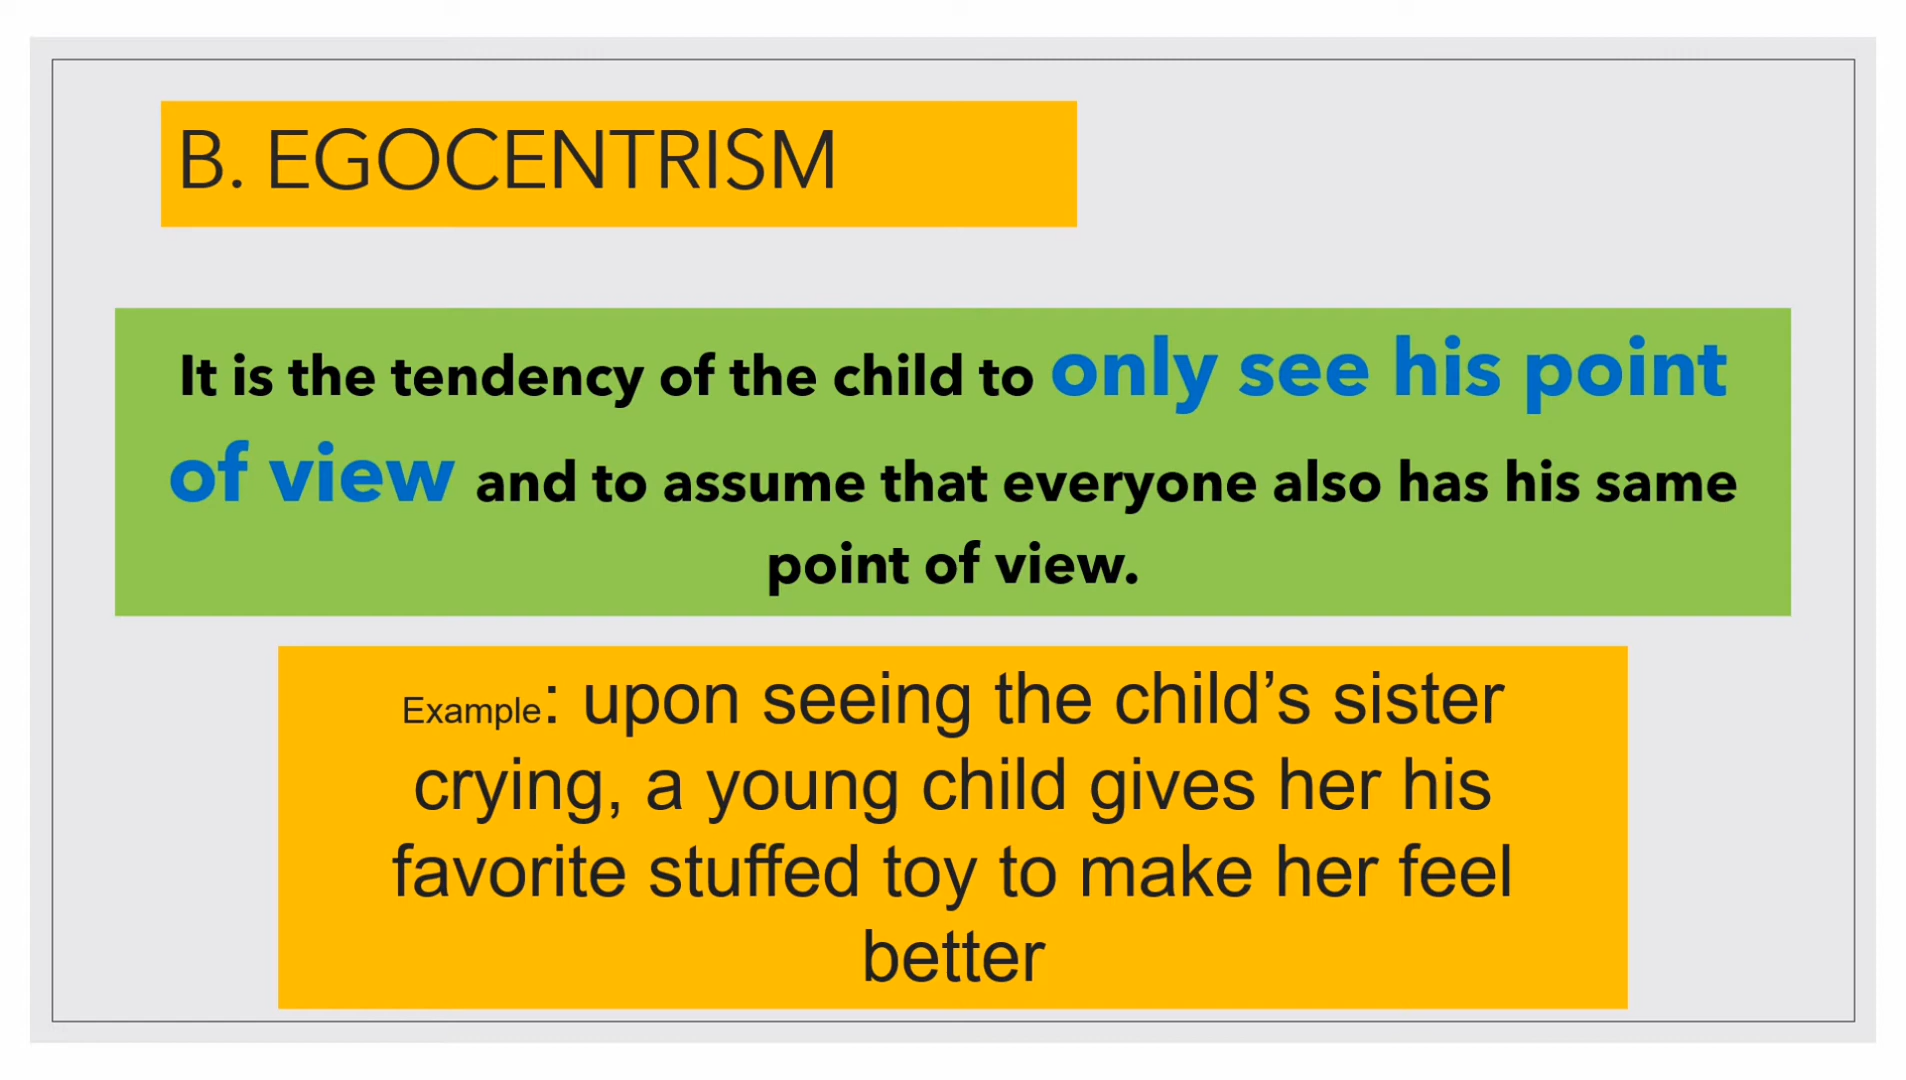 B. EGOCENTRISM
It is the tendency of the child to only see his point
of view and to assume that everyone also has his same
point of view.
Example: upon seeing the child’s sister
crying, a young child gives her his
favorite stuffed toy to make her feel
better